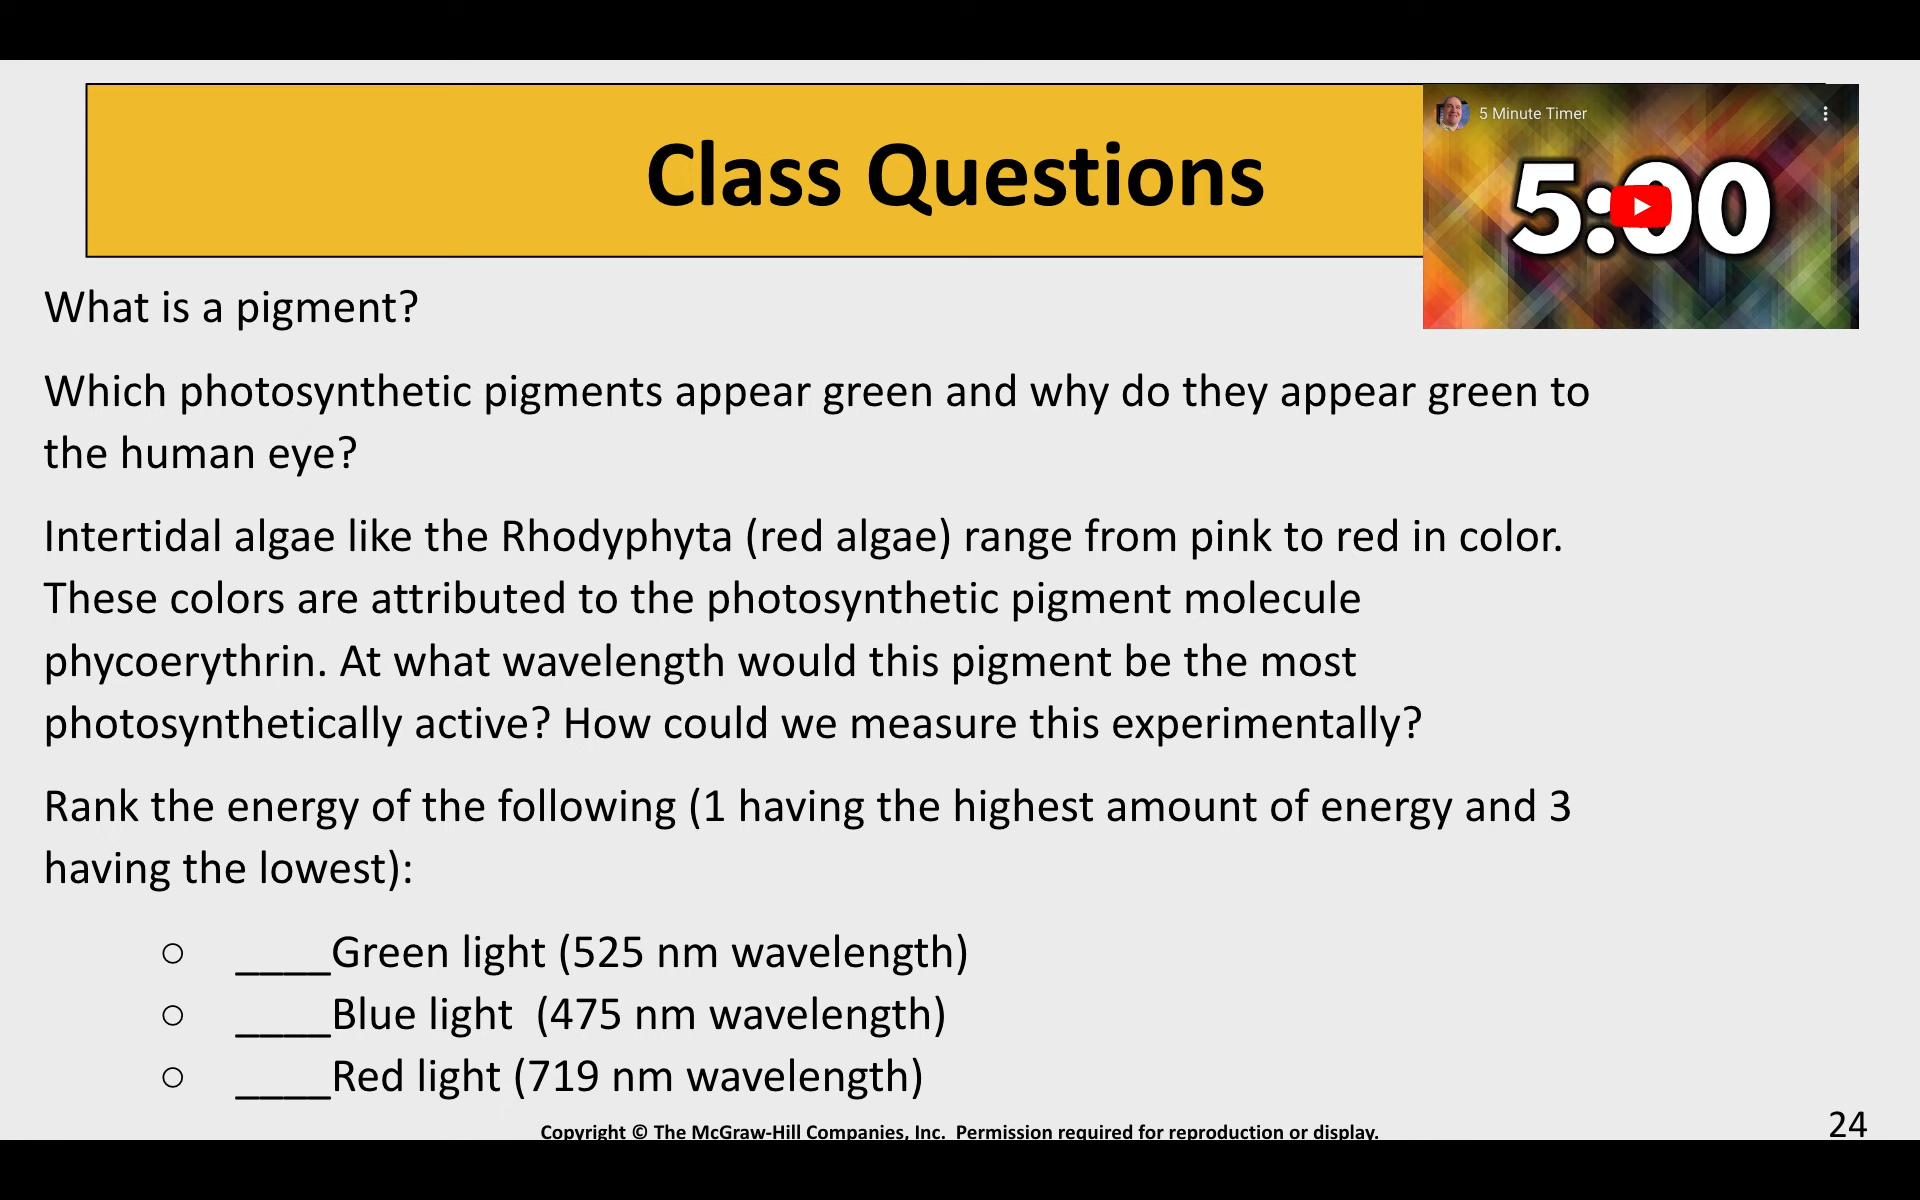 Class Questions
5 Minute Timer
5:00
What is a pigment?
Which photosynthetic pigments appear green and why do they appear green to
the human eye?
Intertidal algae like the Rhodyphyta (red algae) range from pink to red in color.
These colors are attributed to the photosynthetic pigment molecule
phycoerythrin. At what wavelength would this pigment be the most
photosynthetically active? How could we measure this experimentally?
Rank the energy of the following (1 having the highest amount of energy and 3
having the lowest):
○ ____Green light (525 nm wavelength)
○ ____Blue light  (475 nm wavelength)
○ ____Red light (719 nm wavelength)
Copyright © The McGraw-Hill Companies, Inc.  Permission required for reproduction or display.
24